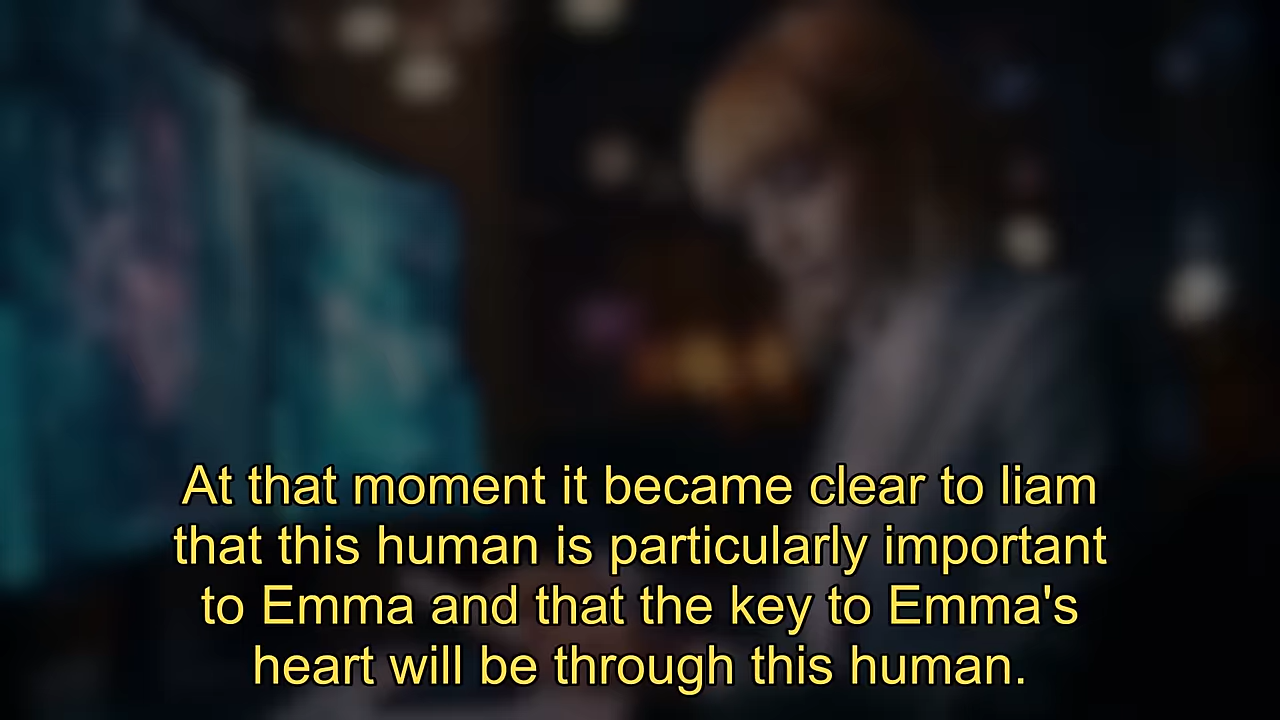 At that moment it became clear to liam
that this human is particularly important
to Emma and that the key to Emma's
heart will be through this human.